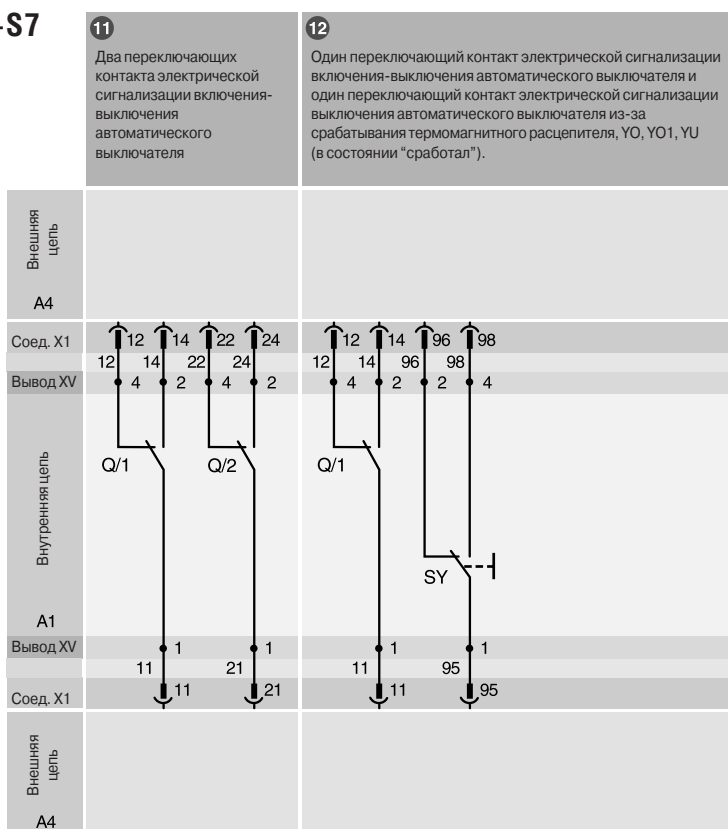 -S7
11
Два переключающих
контакта электрической
сигнализации включения-
выключения
автоматического
выключателя
12
Один переключающий контакт электрической сигнализации
включения-выключения автоматического выключателя и
один переключающий контакт электрической сигнализации
выключения автоматического выключателя из-за
срабатывания термомагнитного расцепителя, YO, YO1, YU
(в состоянии “сработал”).
Внешняя
цепь
A4
Соед. X1 12 14 22 24 12 14 96 98
12 14 22 24 12 14 96 98
Вывод XV 4 2 4 2 4 2 2 4
Q/1 Q/2 Q/1
Внутренняя цепь
SY
A1
Вывод XV 1 1 1 1
11 21 11 95
Соед. X1 11 21 11 95
Внешняя
цепь
A4